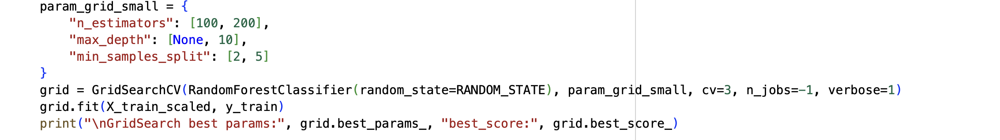 param_grid_small = {
    "n_estimators": [100, 200],
    "max_depth": [None, 10],
    "min_samples_split": [2, 5]
}
grid = GridSearchCV(RandomForestClassifier(random_state=RANDOM_STATE), param_grid_small, cv=3, n_jobs=-1, verbose=1)
grid.fit(X_train_scaled, y_train)
print("\nGridSearch best params:", grid.best_params_, "best_score:", grid.best_score_)